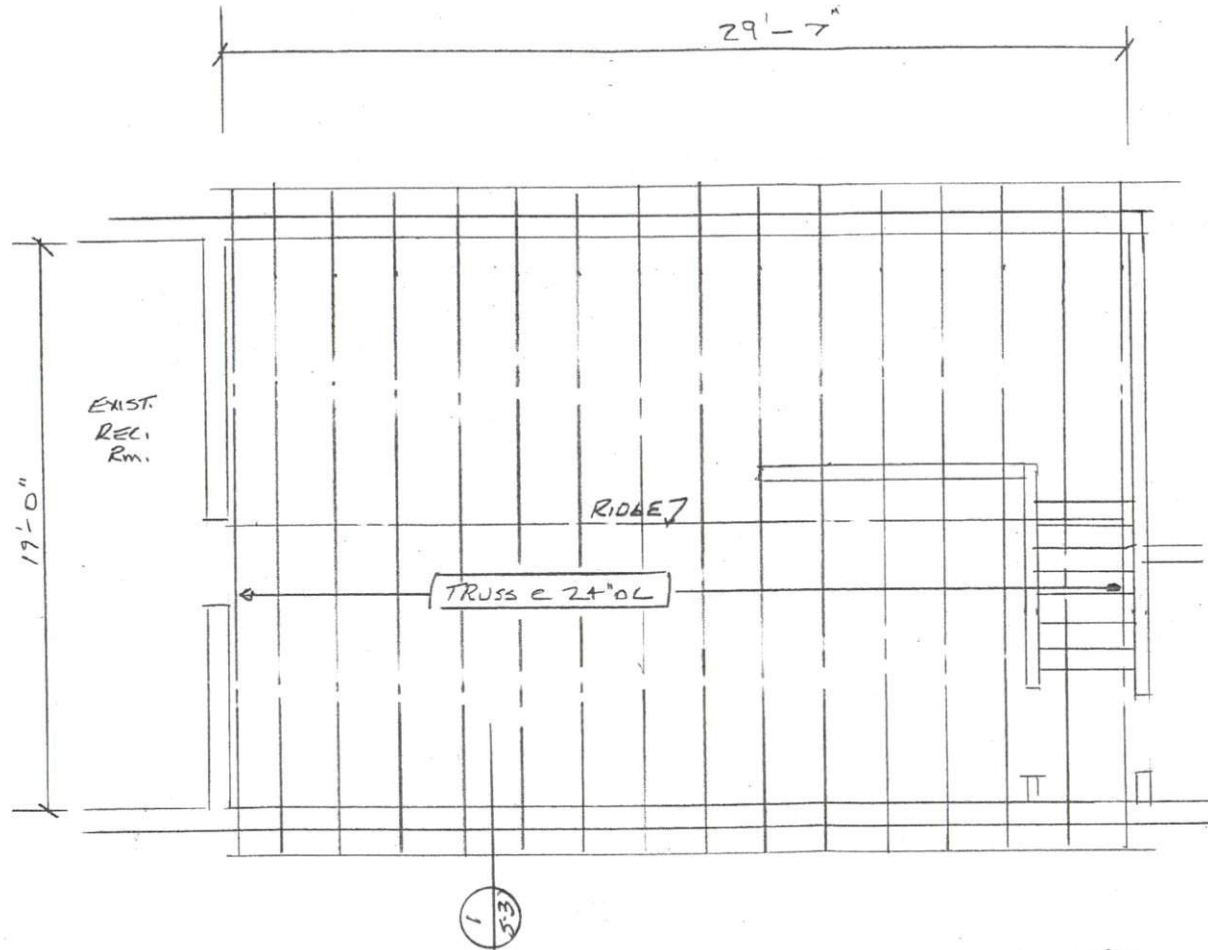 29'-7"
EXIST.
REC.
Rm.
19'-0"
RIDGE
TRUSS @ 24" OC
1
S-3